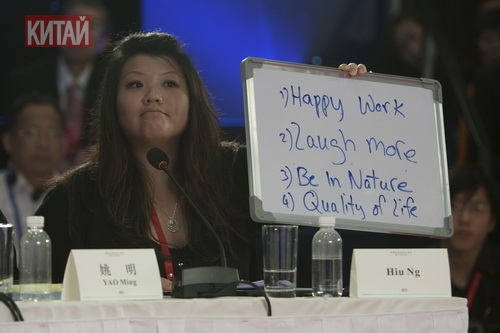 КИТАЙ
1) Happy Work
2) Laugh more
3) Be In Nature
4) Quality of life
姚 明
YAO Ming
Hiu Ng